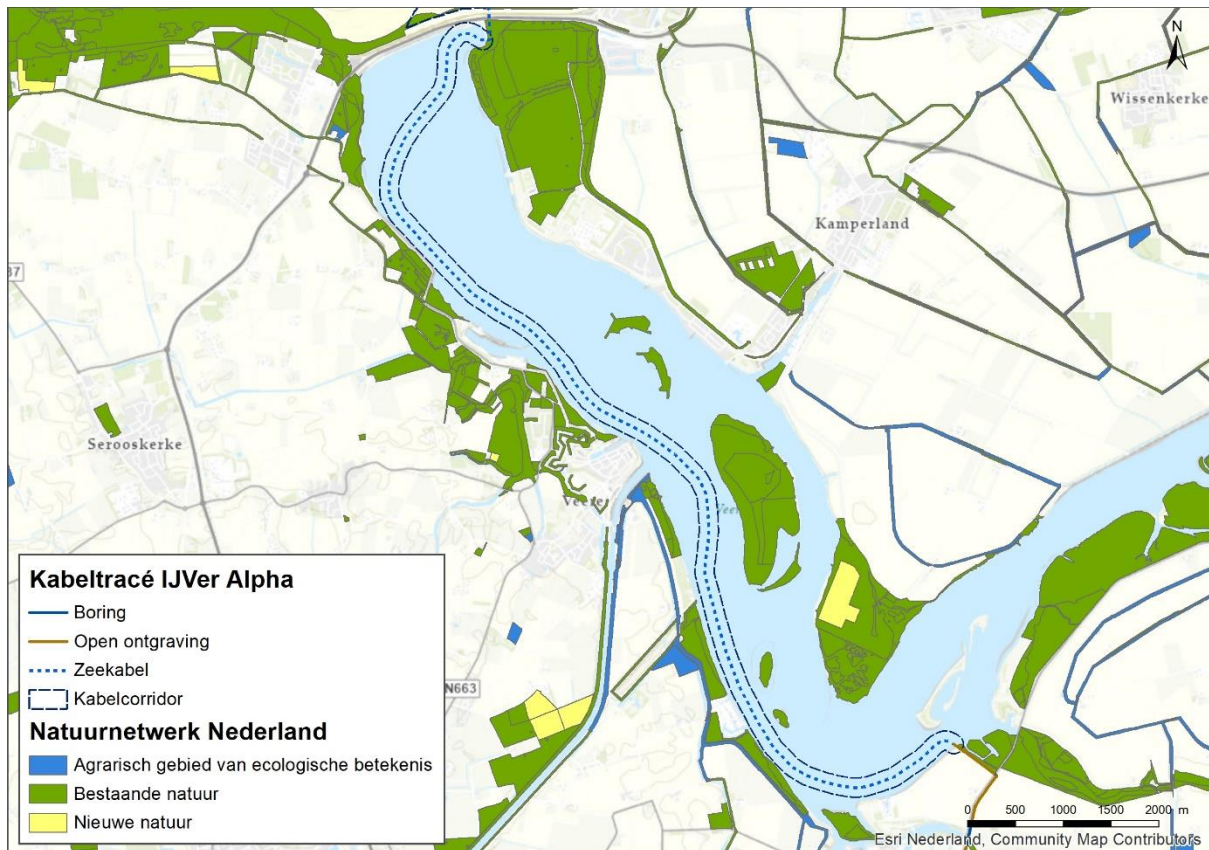 N
Wissenkerke
Kamperland
Serooskerke
Veere
Veer
N663
Kabeltracé IJVer Alpha
Boring
Open ontgraving
Zeekabel
Kabelcorridor
Natuurnetwerk Nederland
Agrarisch gebied van ecologische betekenis
Bestaande natuur
Nieuwe natuur
0 500 1000 1500 2000 m
Esri Nederland, Community Map Contributors